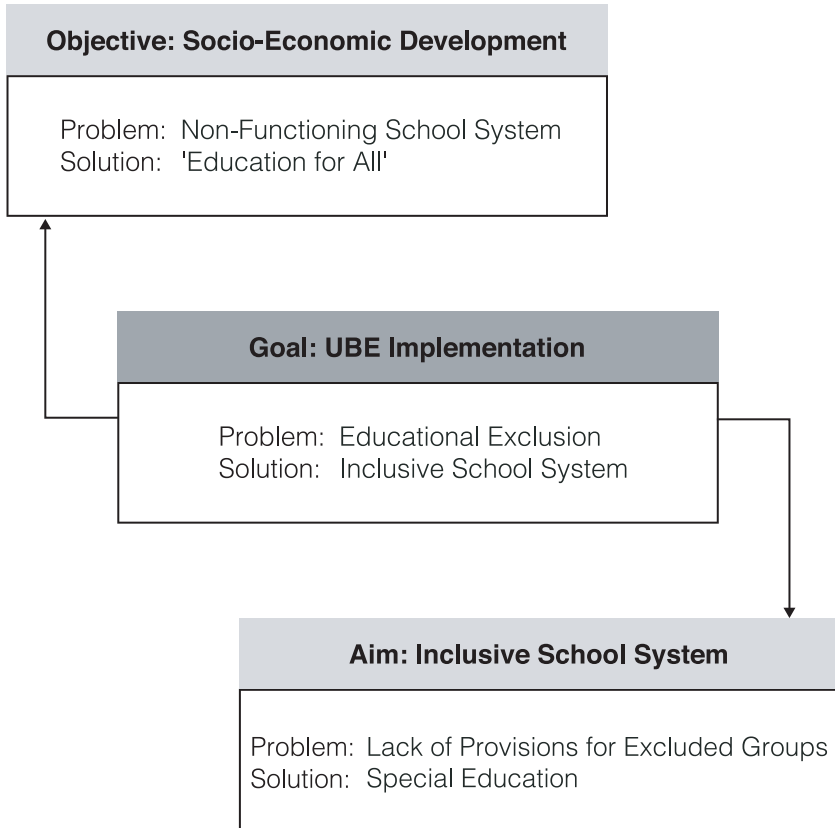 Objective: Socio-Economic Development
Problem: Non-Functioning School System
Solution: 'Education for All'
Goal: UBE Implementation
Problem: Educational Exclusion
Solution: Inclusive School System
Aim: Inclusive School System
Problem: Lack of Provisions for Excluded Groups
Solution: Special Education